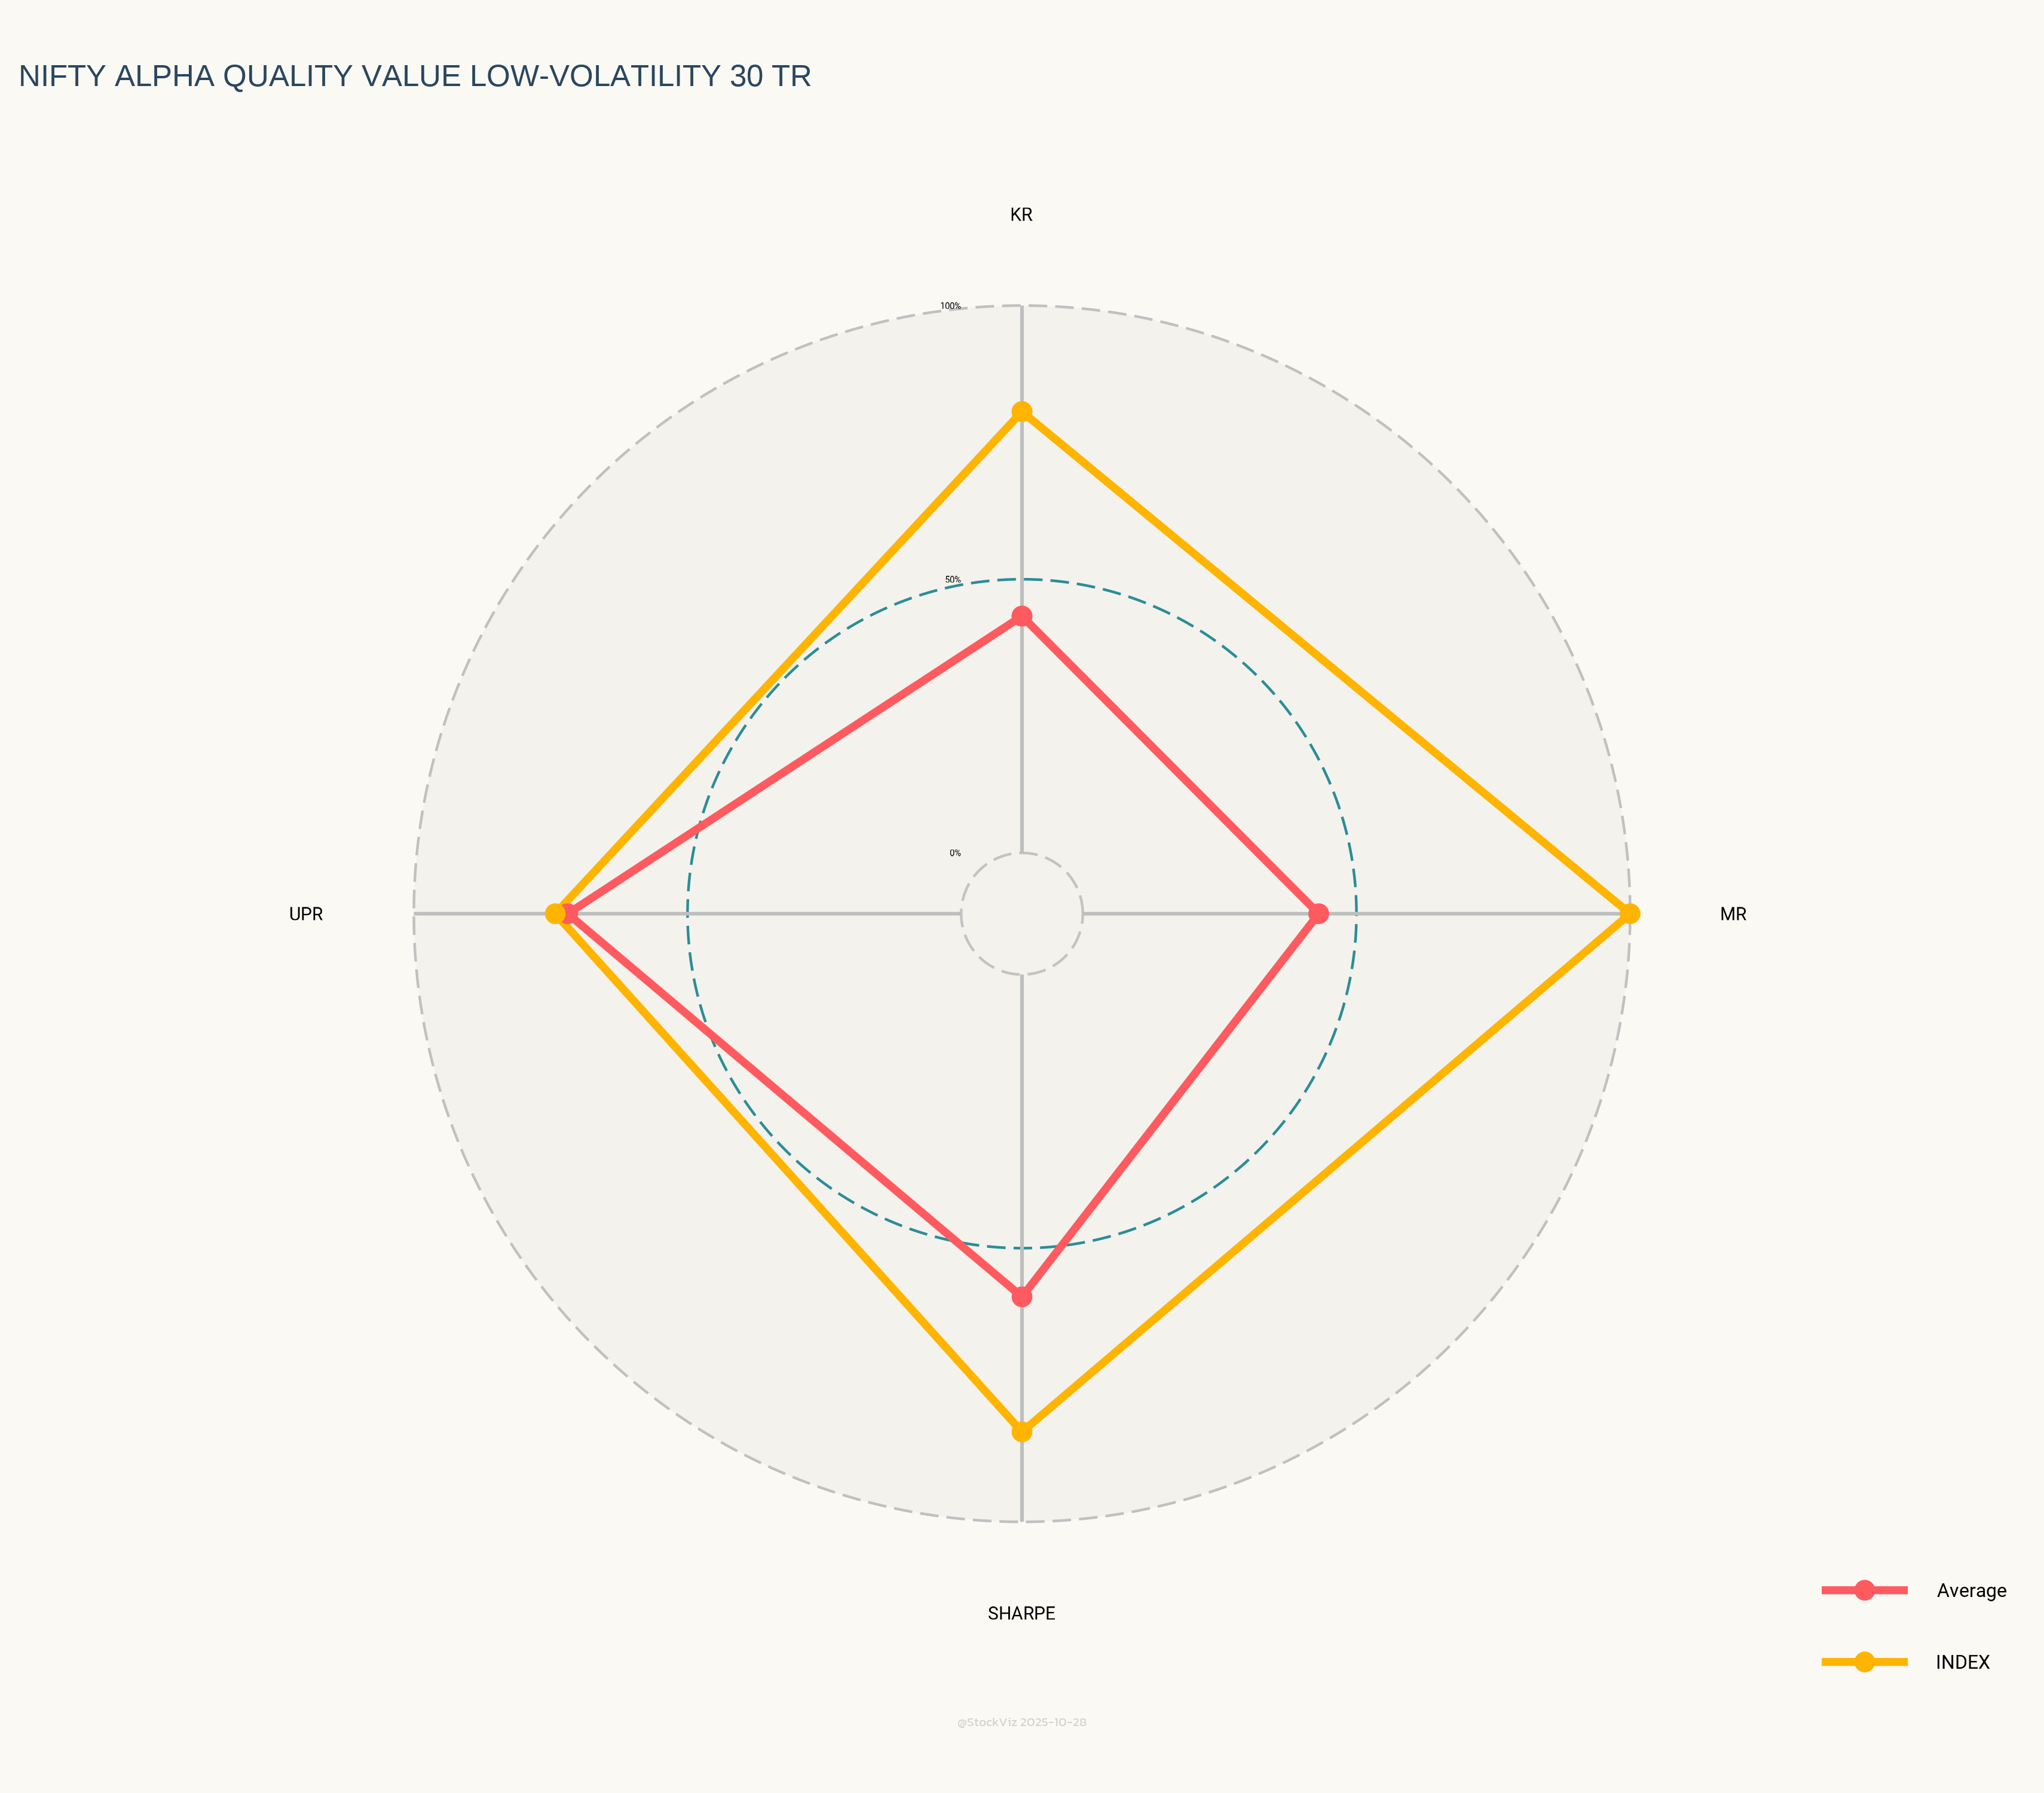 NIFTY ALPHA QUALITY VALUE LOW-VOLATILITY 30 TR
KR
100%
50%
0%
UPR
MR
SHARPE
Average
INDEX
@StockViz 2025-10-28